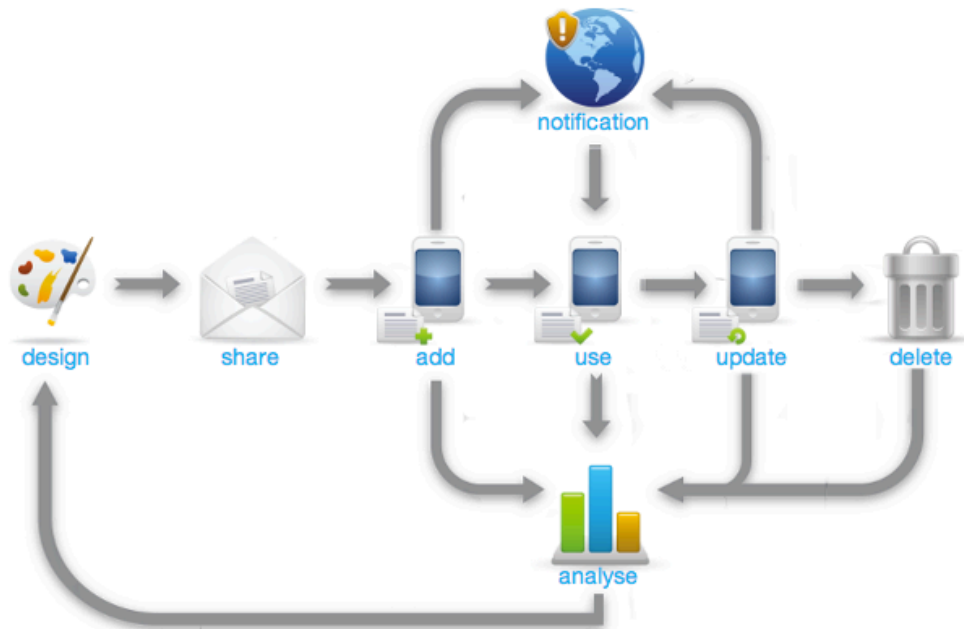 notification
design
share
add
use
update
delete
analyse